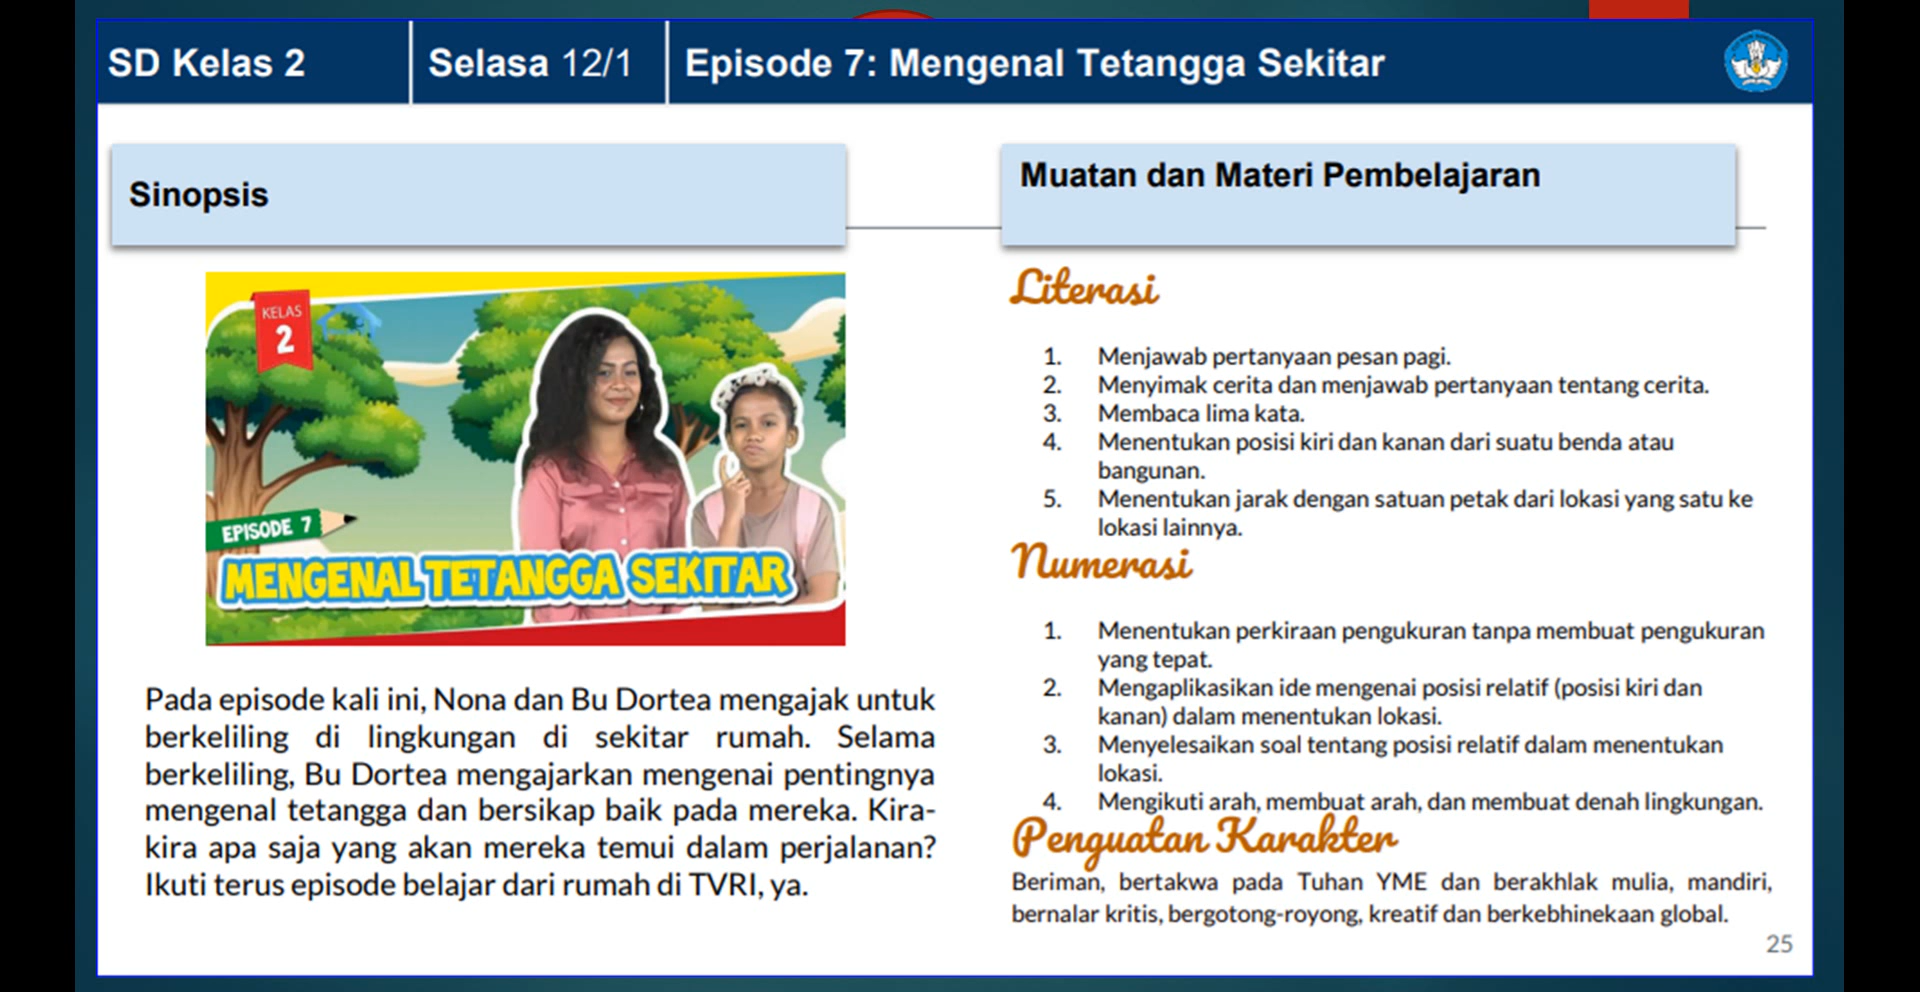 SD Kelas 2
Selasa 12/1
Episode 7: Mengenal Tetangga Sekitar
Sinopsis
KELAS
2
EPISODE 7
MENGENAL TETANGGA SEKITAR
Pada episode kali ini, Nona dan Bu Dortea mengajak untuk
berkeliling di lingkungan di sekitar rumah. Selama
berkeliling, Bu Dortea mengajarkan mengenai pentingnya
mengenal tetangga dan bersikap baik pada mereka. Kira-
kira apa saja yang akan mereka temui dalam perjalanan?
Ikuti terus episode belajar dari rumah di TVRI, ya.
Muatan dan Materi Pembelajaran
Literasi
1. Menjawab pertanyaan pesan pagi.
2. Menyimak cerita dan menjawab pertanyaan tentang cerita.
3. Membaca lima kata.
4. Menentukan posisi kiri dan kanan dari suatu benda atau
bangunan.
5. Menentukan jarak dengan satuan petak dari lokasi yang satu ke
lokasi lainnya.
Numerasi
1. Menentukan perkiraan pengukuran tanpa membuat pengukuran
yang tepat.
2. Mengaplikasikan ide mengenai posisi relatif (posisi kiri dan
kanan) dalam menentukan lokasi.
3. Menyelesaikan soal tentang posisi relatif dalam menentukan
lokasi.
4. Mengikuti arah, membuat arah, dan membuat denah lingkungan.
Penguatan Karakter
Beriman, bertakwa pada Tuhan YME dan berakhlak mulia, mandiri,
bernalar kritis, bergotong-royong, kreatif dan berkebhinekaan global.
25